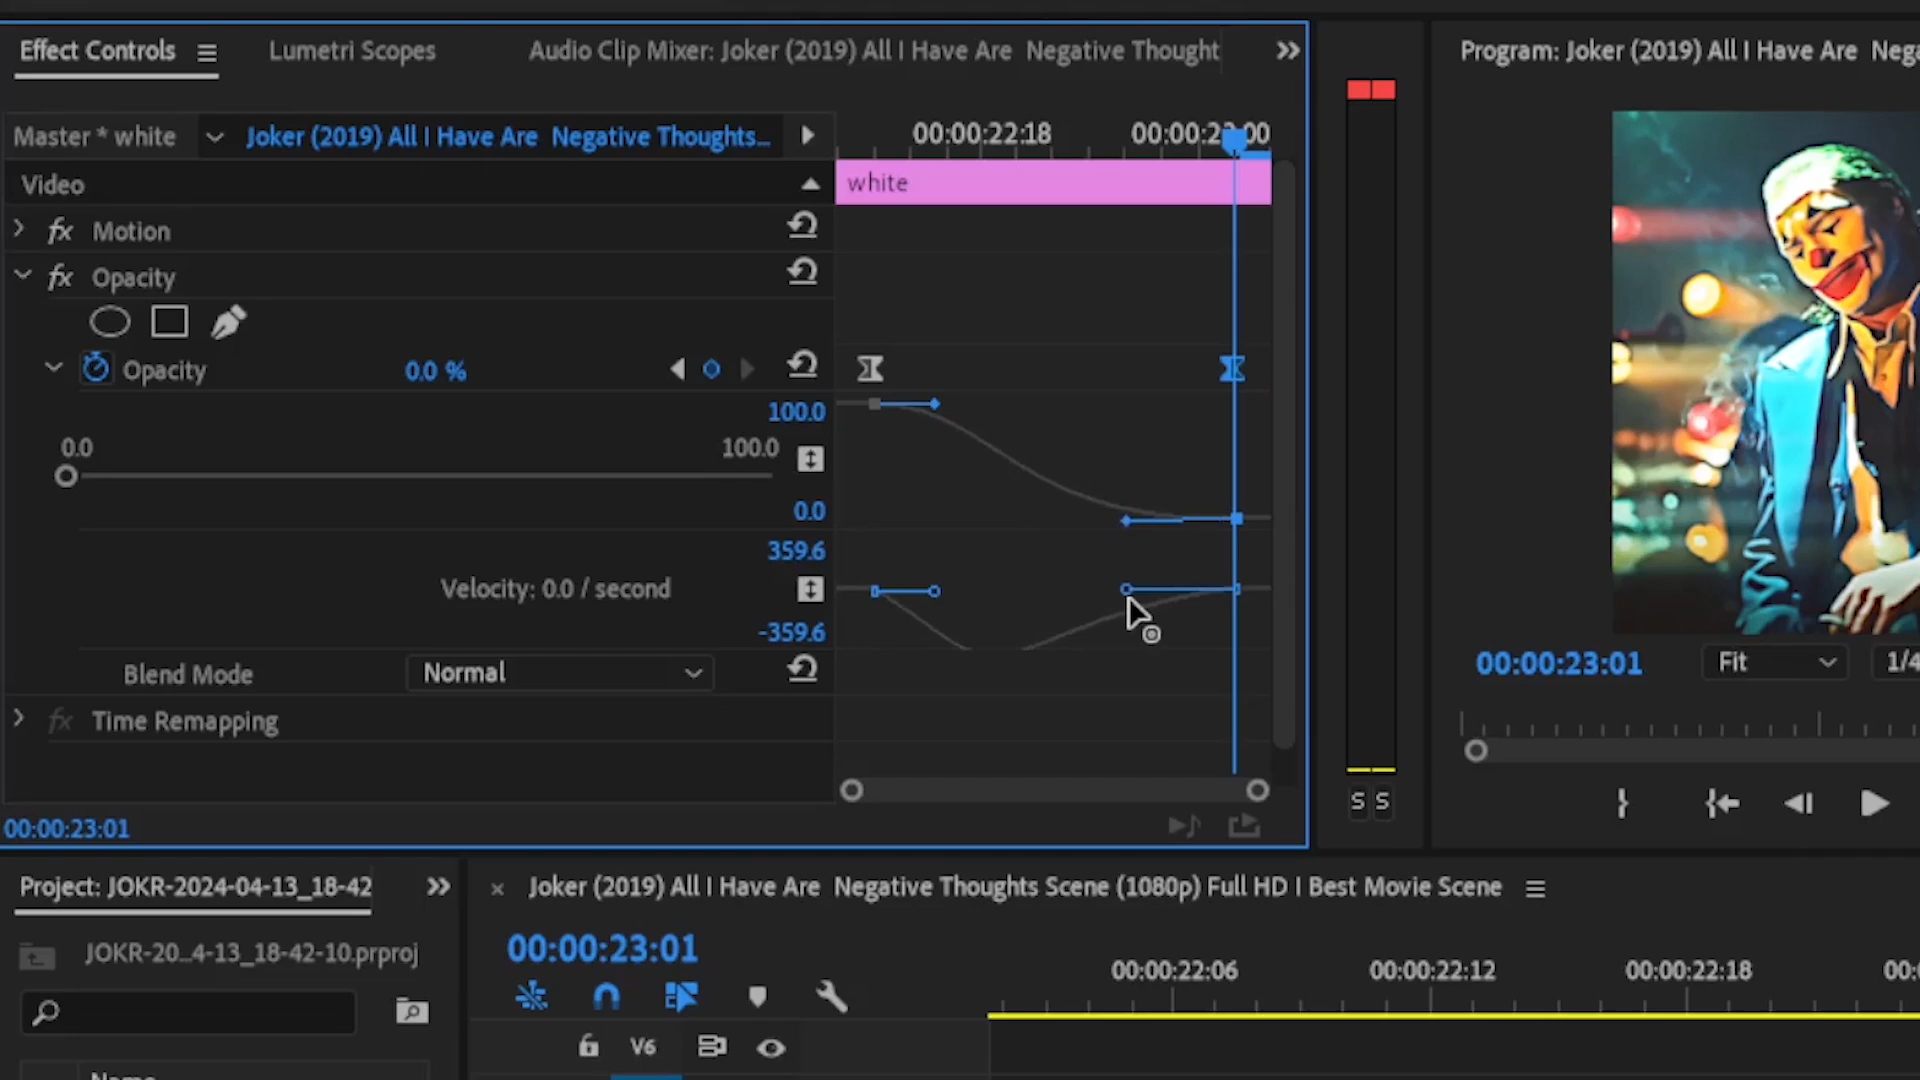 Effect Controls
Lumetri Scopes
Audio Clip Mixer: Joker (2019) All I Have Are  Negative Thought
Program: Joker (2019) All I Have Are
Master * white
Joker (2019) All I Have Are  Negative Thoughts...
00:00:22:18
Video
white
fx Motion
fx Opacity
Opacity
0.0 %
100.0
0.0
100.0
0.0
359.6
Velocity: 0.0 / second
-359.6
Blend Mode
Normal
fx Time Remapping
00:00:23:01
00:00:23:01
Fit
1/4
S S
Project: JOKR-2024-04-13_18-42
Joker (2019) All I Have Are  Negative Thoughts Scene (1080p) Full HD I Best Movie Scene
JOKR-20...4-13_18-42-10.prproj
00:00:23:01
00:00:22:06
00:00:22:12
00:00:22:18
V6